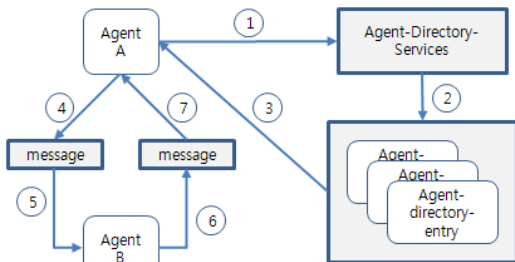 Agent
A
1
Agent-Directory-
Services
2
3
4
7
message
message
5
6
Agent-
Agent-
Agent-
directory-
entry
Agent
B